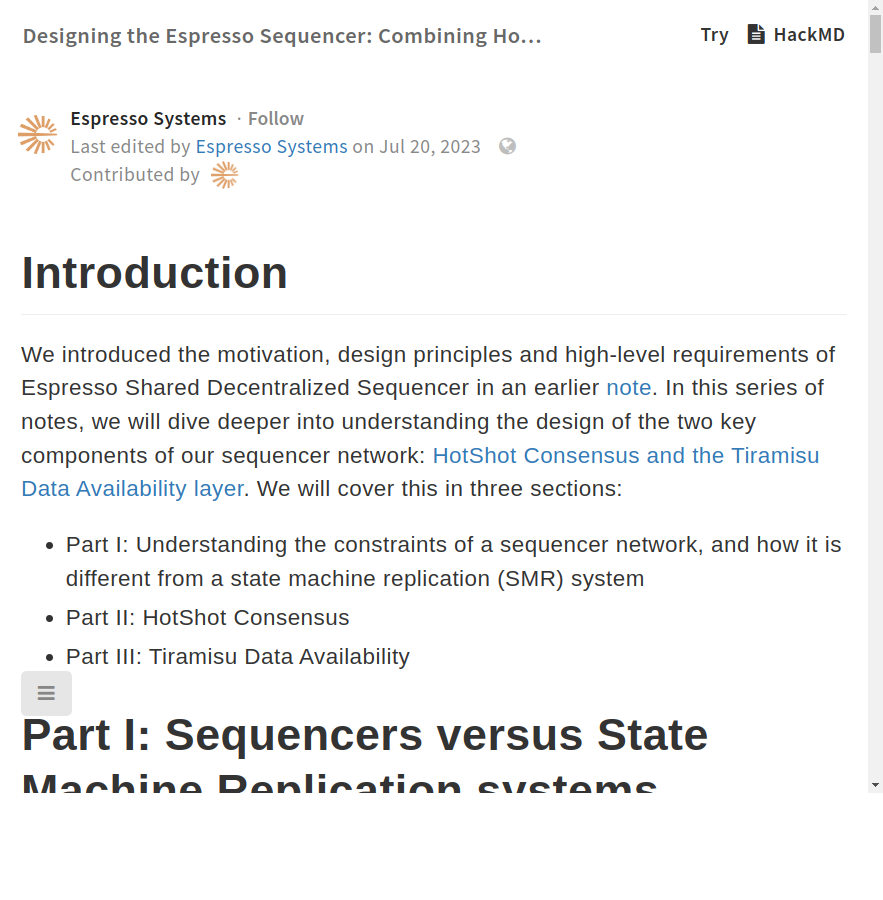 Designing the Espresso Sequencer: Combining Ho…
Try HackMD
Espresso Systems · Follow
Last edited by Espresso Systems on Jul 20, 2023
Contributed by
Introduction
We introduced the motivation, design principles and high-level requirements of
Espresso Shared Decentralized Sequencer in an earlier note. In this series of
notes, we will dive deeper into understanding the design of the two key
components of our sequencer network: HotShot Consensus and the Tiramisu
Data Availability layer. We will cover this in three sections:
• Part I: Understanding the constraints of a sequencer network, and how it is
different from a state machine replication (SMR) system
• Part II: HotShot Consensus
• Part III: Tiramisu Data Availability
Part I: Sequencers versus State
Machine Replication systems